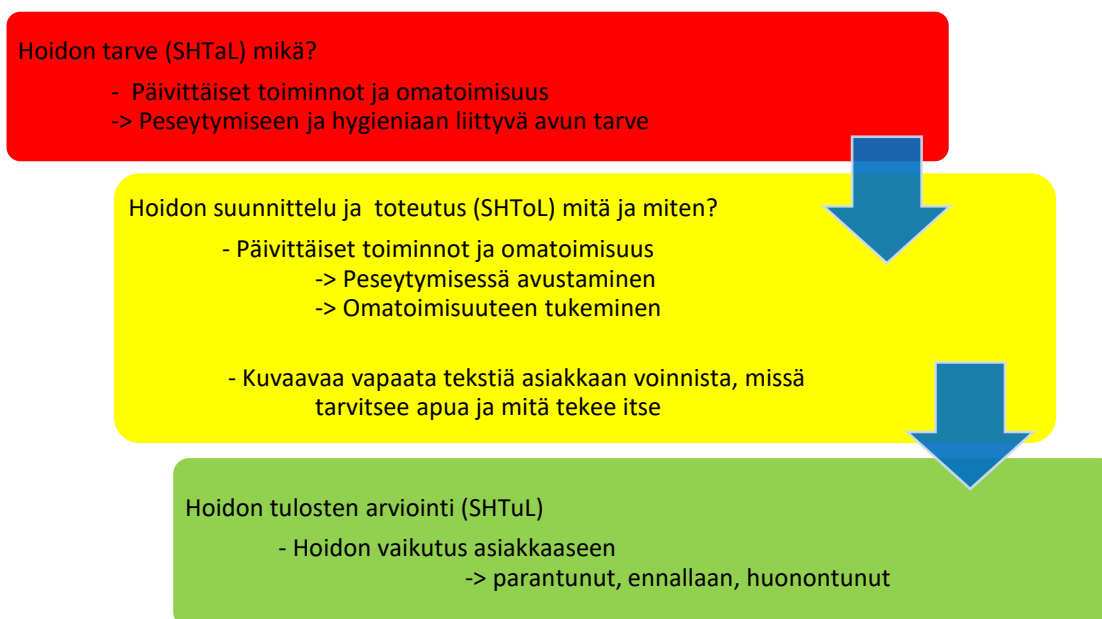 Hoidon tarve (SHTaL) mikä?
- Päivittäiset toiminnot ja omatoimisuus
-> Peseytymiseen ja hygieniaan liittyvä avun tarve
Hoidon suunnittelu ja toteutus (SHToL) mitä ja miten?
- Päivittäiset toiminnot ja omatoimisuus
-> Peseytymisessä avustaminen
-> Omatoimisuuteen tukeminen
- Kuvaavaa vapaata tekstiä asiakkaan voinnista, missä
tarvitsee apua ja mitä tekee itse
Hoidon tulosten arviointi (SHTuL)
- Hoidon vaikutus asiakkaaseen
-> parantunut, ennallaan, huonontunut